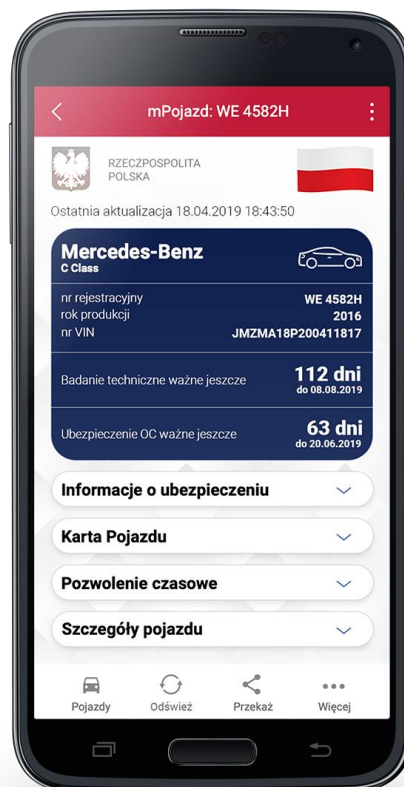 mPojazd: WE 4582H
RZECZPOSPOLITA
POLSKA
Ostatnia aktualizacja 18.04.2019 18:43:50
Mercedes-Benz
C Class
nr rejestracyjny WE 4582H
rok produkcji 2016
nr VIN JMZMA18P200411817
Badanie techniczne ważne jeszcze 112 dni
do 08.08.2019
Ubezpieczenie OC ważne jeszcze 63 dni
do 20.06.2019
Informacje o ubezpieczeniu
Karta Pojazdu
Pozwolenie czasowe
Szczegóły pojazdu
Pojazdy Odśwież Przekaż Więcej